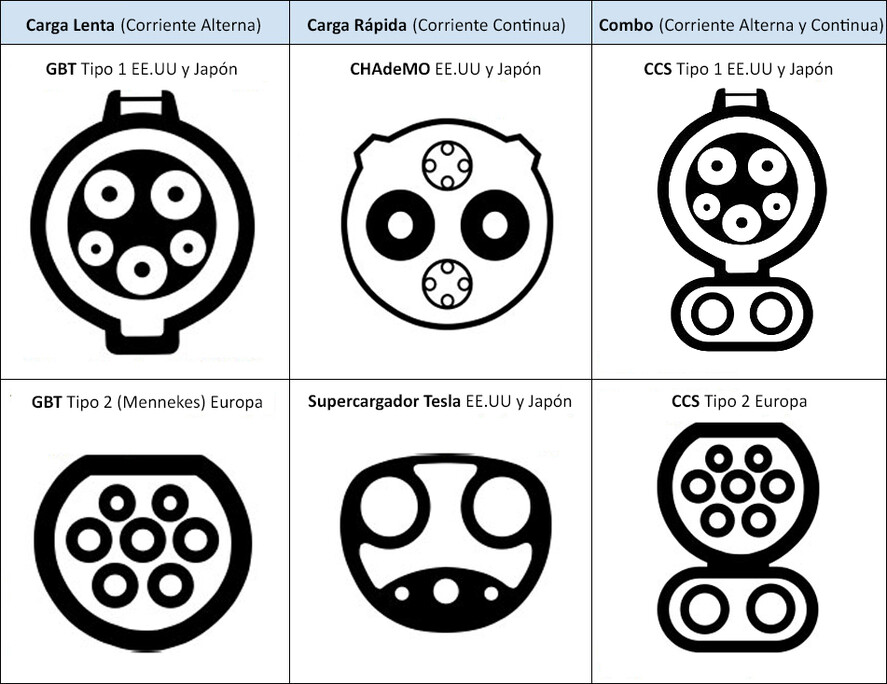 Carga Lenta (Corriente Alterna)
Carga Rápida (Corriente Continua)
Combo (Corriente Alterna y Continua)
GBT Tipo 1 EE.UU y Japón
CHAdeMO EE.UU y Japón
CCS Tipo 1 EE.UU y Japón
GBT Tipo 2 (Mennekes) Europa
Supercargador Tesla EE.UU y Japón
CCS Tipo 2 Europa